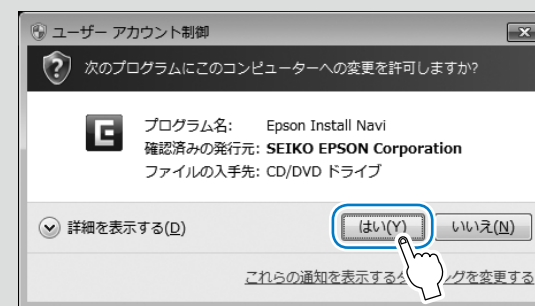 ユーザー アカウント制御
次のプログラムにこのコンピューターへの変更を許可しますか?
プログラム名: Epson Install Navi
確認済みの発行元: SEIKO EPSON Corporation
ファイルの入手先: CD/DVD ドライブ
詳細を表示する(D)
はい(Y)
いいえ(N)
これらの通知を表示する グを変更する